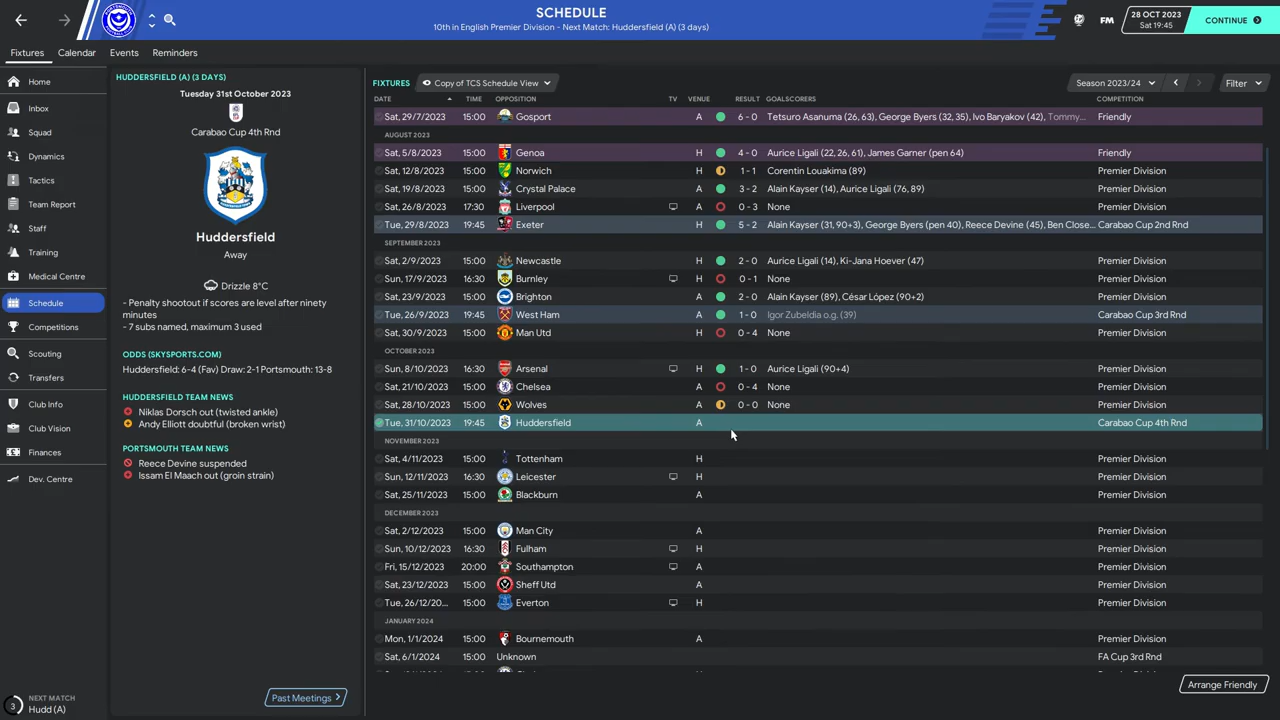 SCHEDULE
10th in English Premier Division - Next Match: Huddersfield (A) (3 days)
FM
28 OCT 2023
Sat 19:45
CONTINUE
Fixtures Calendar Events Reminders
Home
Inbox
Squad
Dynamics
Tactics
Team Report
Staff
Training
Medical Centre
Schedule
Competitions
Scouting
Transfers
Club Info
Club Vision
Finances
Dev. Centre
3 NEXT MATCH
Hudd (A)
HUDDERSFIELD (A) (3 DAYS)
Tuesday 31st October 2023
Carabao Cup 4th Rnd
Huddersfield
Away
Drizzle 8°C
- Penalty shootout if scores are level after ninety
minutes
- 7 subs named, maximum 3 used
ODDS (SKYSPORTS.COM)
Huddersfield: 6-4 (Fav) Draw: 2-1 Portsmouth: 13-8
HUDDERSFIELD TEAM NEWS
Niklas Dorsch out (twisted ankle)
Andy Elliott doubtful (broken wrist)
PORTSMOUTH TEAM NEWS
Reece Devine suspended
Issam El Maach out (groin strain)
Past Meetings
FIXTURES Copy of TCS Schedule View Season 2023/24 Filter
DATE TIME OPPOSITION TV VENUE RESULT GOALSCORERS COMPETITION
Sat, 29/7/2023 15:00 Gosport A 6 - 0 Tetsuro Asanuma (26, 63), George Byers (32, 35), Ivo Baryakov (42), Tommy... Friendly
AUGUST 2023
Sat, 5/8/2023 15:00 Genoa H 4 - 0 Aurice Ligali (22, 26, 61), James Garner (pen 64) Friendly
Sat, 12/8/2023 15:00 Norwich H 1 - 1 Corentin Louakima (89) Premier Division
Sat, 19/8/2023 15:00 Crystal Palace A 3 - 2 Alain Kayser (14), Aurice Ligali (76, 89) Premier Division
Sat, 26/8/2023 17:30 Liverpool A 0 - 3 None Premier Division
Tue, 29/8/2023 19:45 Exeter H 5 - 2 Alain Kayser (31, 90+3), George Byers (pen 40), Reece Devine (45), Ben Close... Carabao Cup 2nd Rnd
SEPTEMBER 2023
Sat, 2/9/2023 15:00 Newcastle H 2 - 0 Aurice Ligali (14), Ki-Jana Hoever (47) Premier Division
Sun, 17/9/2023 16:30 Burnley H 0 - 1 None Premier Division
Sat, 23/9/2023 15:00 Brighton A 2 - 0 Alain Kayser (89), César López (90+2) Premier Division
Tue, 26/9/2023 19:45 West Ham A 1 - 0 Igor Zubeldia o.g. (39) Carabao Cup 3rd Rnd
Sat, 30/9/2023 15:00 Man Utd H 0 - 4 None Premier Division
OCTOBER 2023
Sun, 8/10/2023 16:30 Arsenal H 1 - 0 Aurice Ligali (90+4) Premier Division
Sat, 21/10/2023 15:00 Chelsea A 0 - 4 None Premier Division
Sat, 28/10/2023 15:00 Wolves A 0 - 0 None Premier Division
Tue, 31/10/2023 19:45 Huddersfield A Carabao Cup 4th Rnd
NOVEMBER 2023
Sat, 4/11/2023 15:00 Tottenham H Premier Division
Sun, 12/11/2023 16:30 Leicester H Premier Division
Sat, 25/11/2023 15:00 Blackburn A Premier Division
DECEMBER 2023
Sat, 2/12/2023 15:00 Man City A Premier Division
Sun, 10/12/2023 16:30 Fulham H Premier Division
Fri, 15/12/2023 20:00 Southampton A Premier Division
Sat, 23/12/2023 15:00 Sheff Utd A Premier Division
Tue, 26/12/20... 15:00 Everton H Premier Division
JANUARY 2024
Mon, 1/1/2024 15:00 Bournemouth A Premier Division
Sat, 6/1/2024 15:00 Unknown FA Cup 3rd Rnd
Arrange Friendly